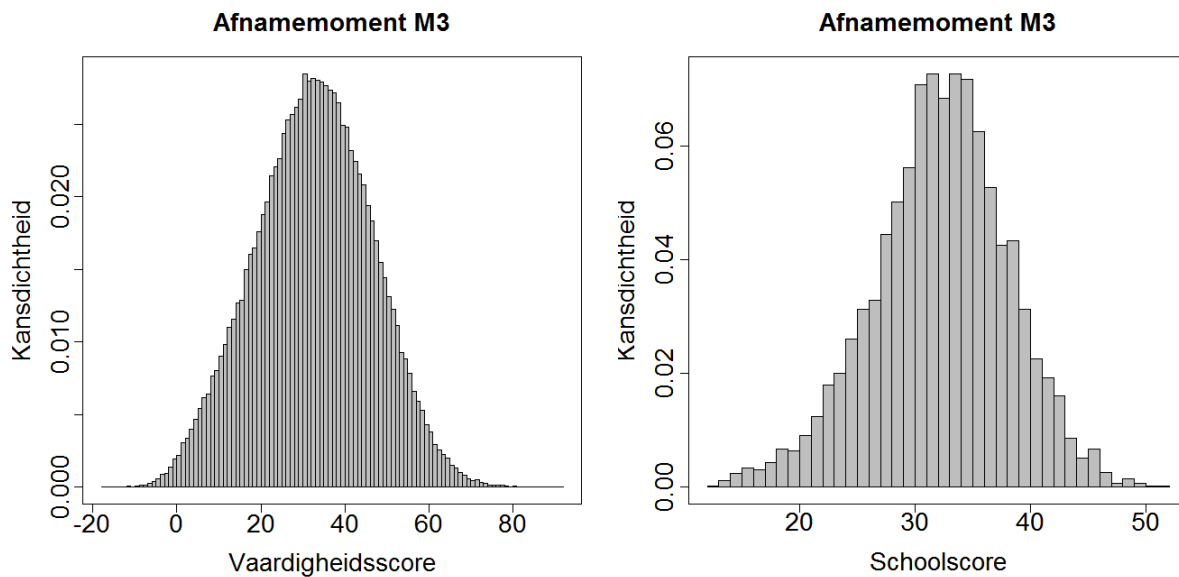 Afnamemoment M3
Kansdichtheid
0.000 0.010 0.020
-20 0 20 40 60 80
Vaardigheidsscore
Afnamemoment M3
Kansdichtheid
0.00 0.02 0.04 0.06
20 30 40 50
Schoolscore